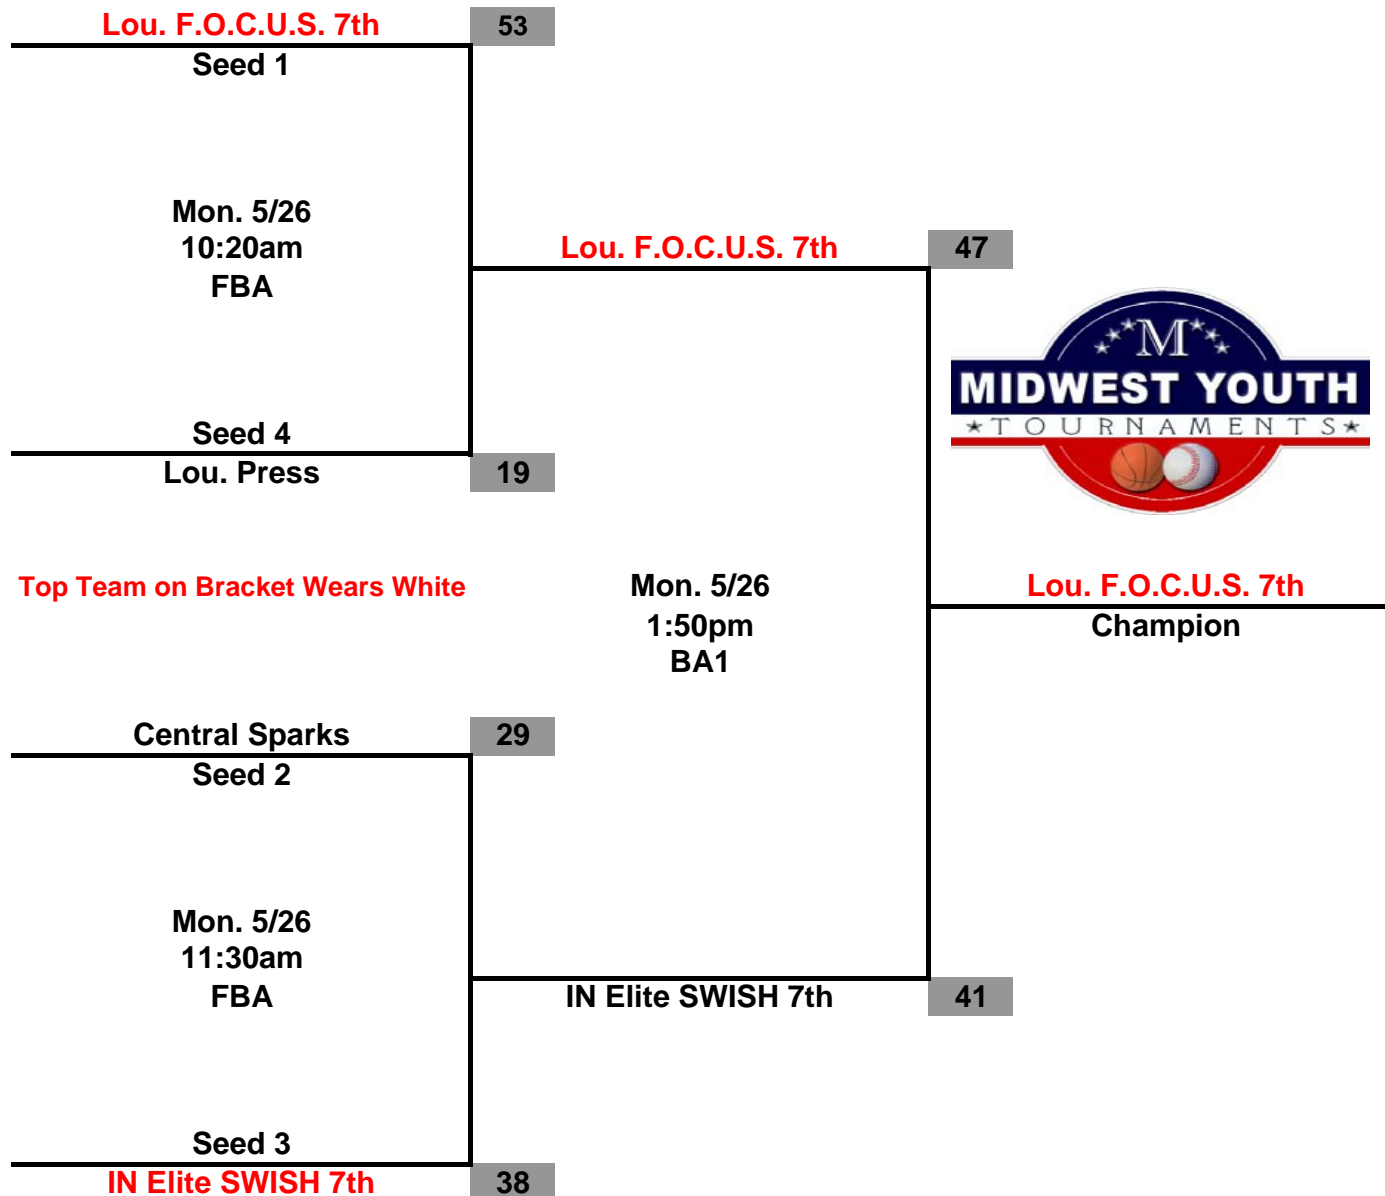 Lou. F.O.C.U.S. 7th 53
Seed 1
Mon. 5/26
10:20am
FBA
Lou. F.O.C.U.S. 7th 47
M
MIDWEST YOUTH
TOURNAMENTS
Seed 4
Lou. Press 19
Top Team on Bracket Wears White
Mon. 5/26
1:50pm
BA1
Lou. F.O.C.U.S. 7th
Champion
Central Sparks 29
Seed 2
Mon. 5/26
11:30am
FBA
IN Elite SWISH 7th 41
Seed 3
IN Elite SWISH 7th 38